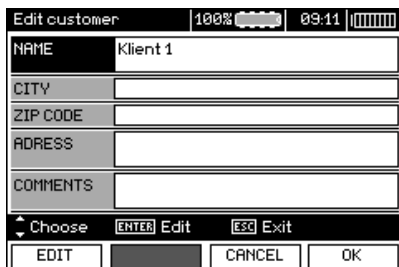 Edit customer 100% 09:11
NAME Klient 1
CITY
ZIP CODE
ADRESS
COMMENTS
Choose ENTER Edit ESC Exit
EDIT CANCEL OK